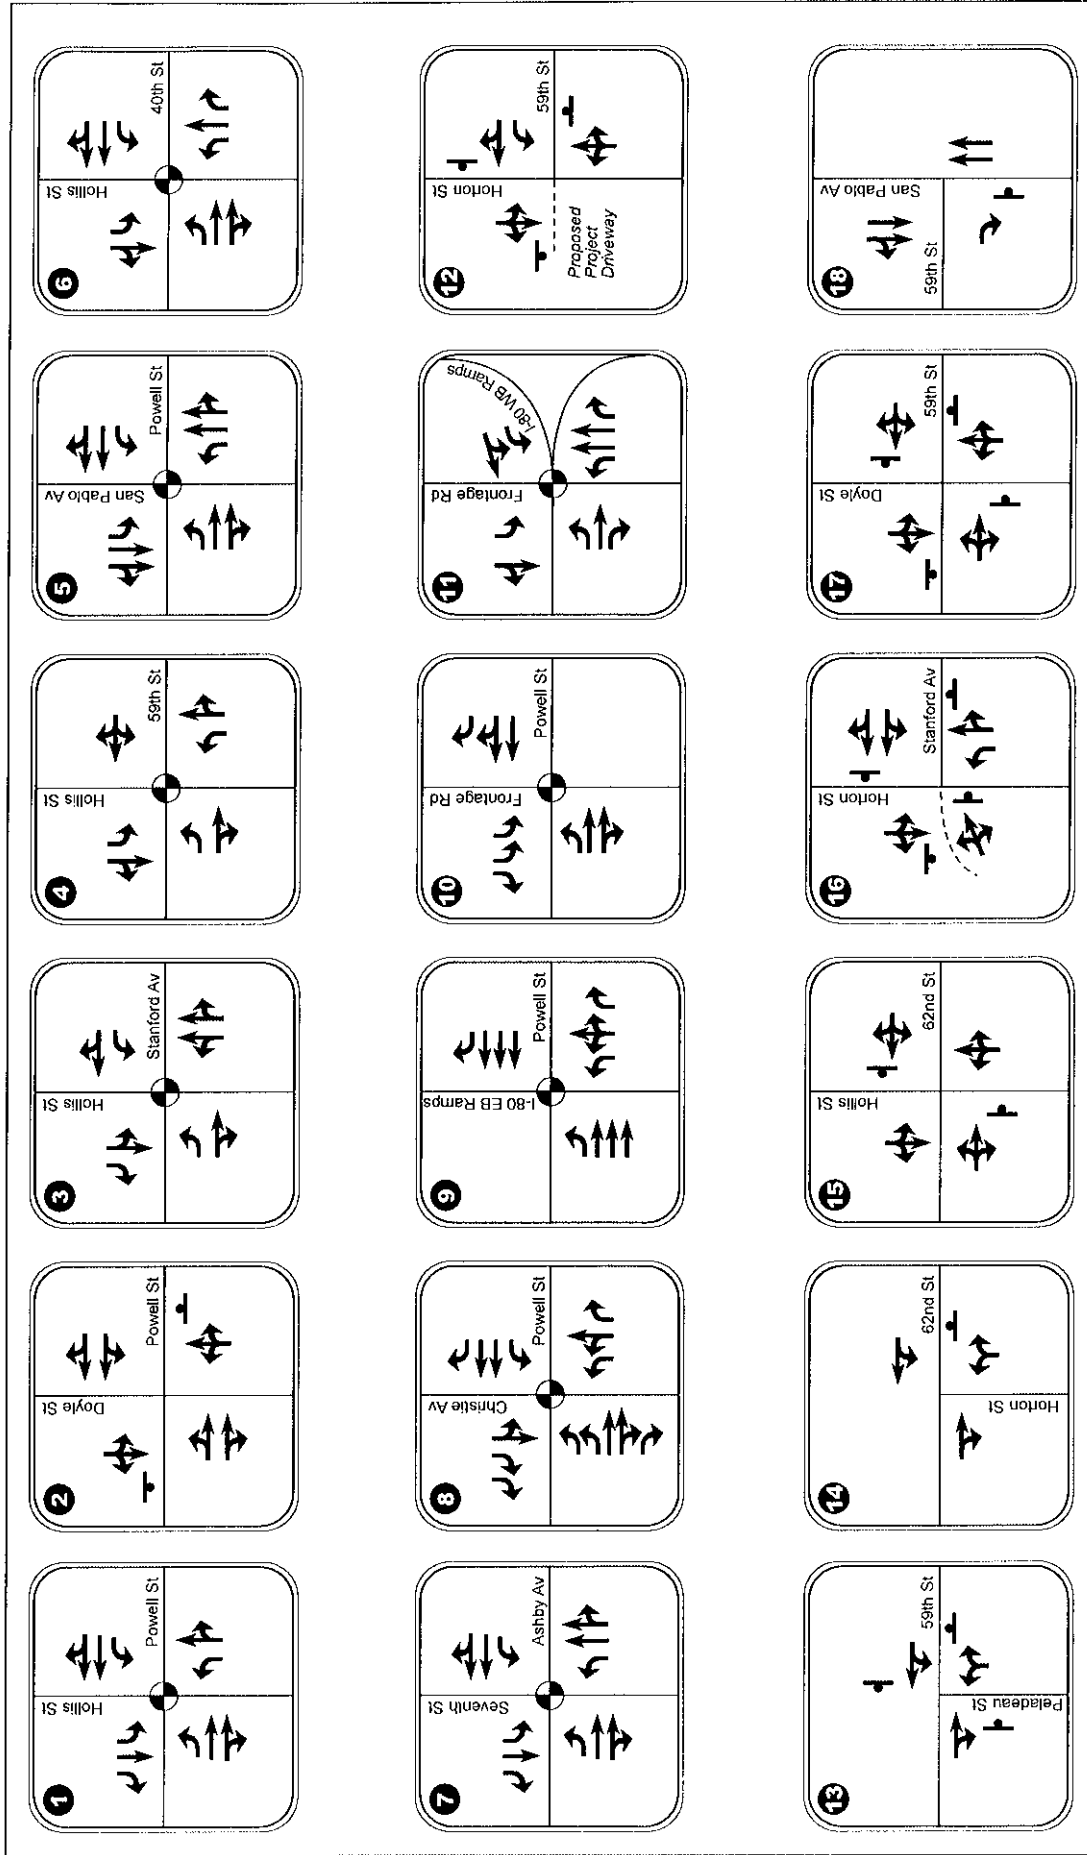 1
Hollis St
Powell St
2
Doyle St
Powell St
3
Hollis St
Stanford Av
4
Hollis St
59th St
5
San Pablo Av
Powell St
6
Hollis St
40th St
7
Seventh St
Ashby Av
8
Christie Av
Powell St
9
I-80 EB Ramps
Powell St
10
Frontage Rd
Powell St
11
Frontage Rd
I-80 WB Ramps
12
Horton St
59th St
Proposed
Project
Driveway
13
59th St
Peladeau St
14
62nd St
Horton St
15
Hollis St
62nd St
16
Horton St
Stanford Av
17
Doyle St
59th St
18
San Pablo Av
59th St